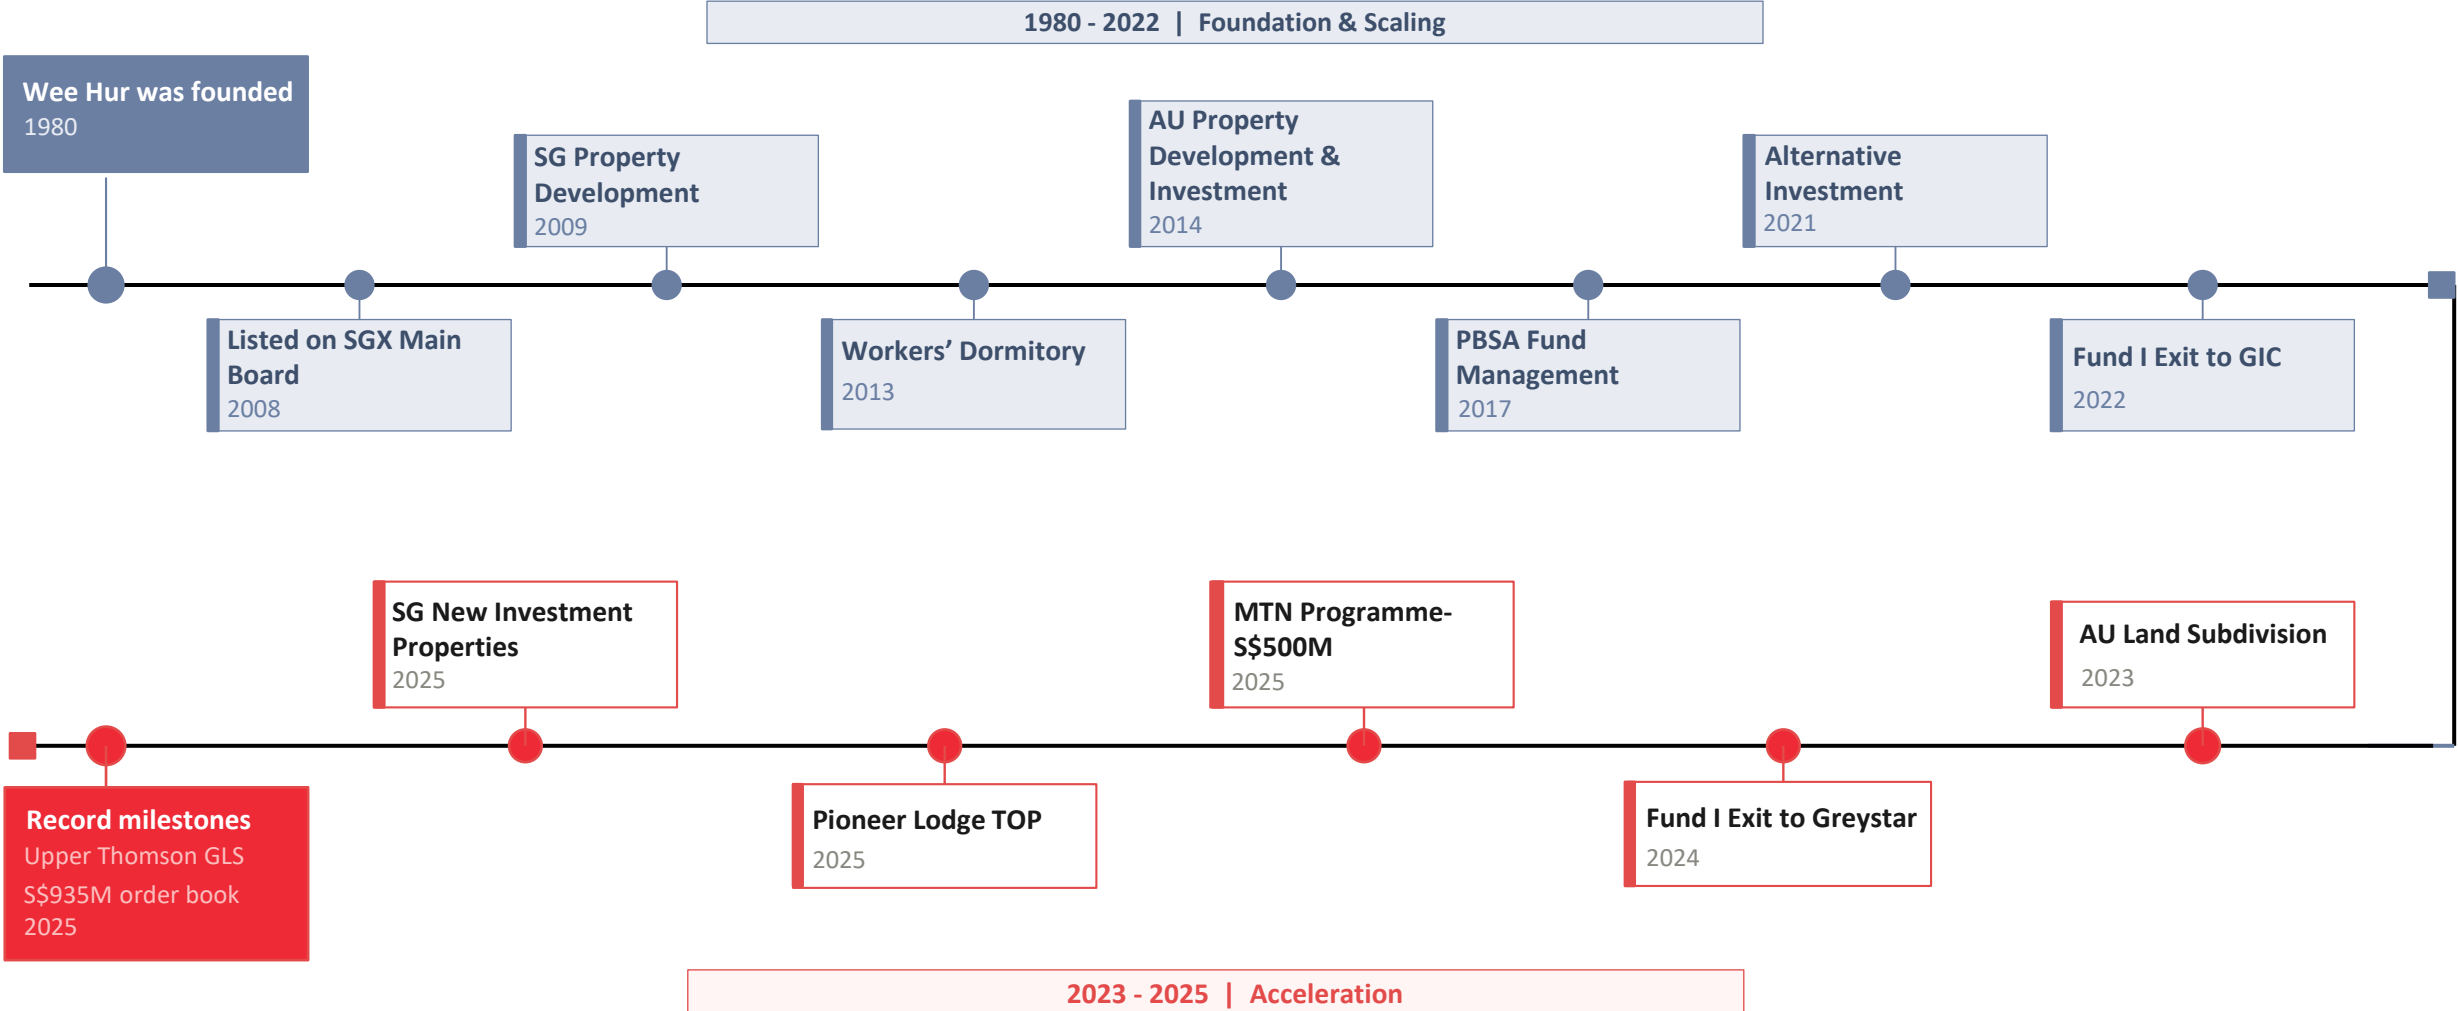 1980 - 2022 | Foundation & Scaling
Wee Hur was founded
1980
Listed on SGX Main
Board
2008
SG Property
Development
2009
Workers’ Dormitory
2013
AU Property
Development &
Investment
2014
PBSA Fund
Management
2017
Alternative
Investment
2021
Fund I Exit to GIC
2022
AU Land Subdivision
2023
Fund I Exit to Greystar
2024
MTN Programme-
S$500M
2025
Pioneer Lodge TOP
2025
SG New Investment
Properties
2025
Record milestones
Upper Thomson GLS
S$935M order book
2025
2023 - 2025 | Acceleration